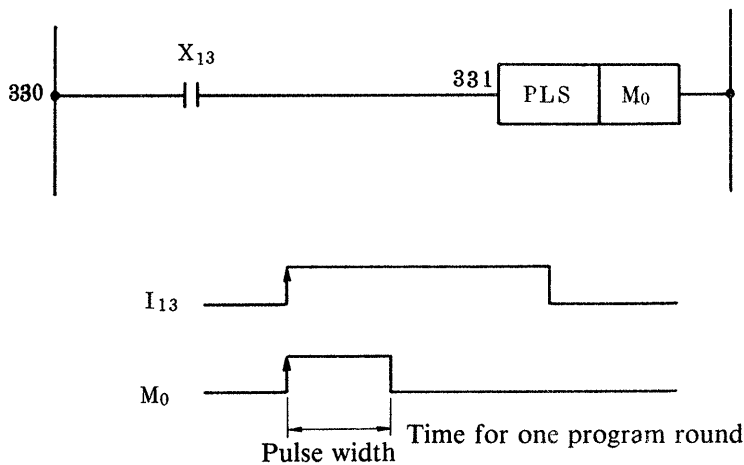 X13
330
331
PLS
M0
I13
M0
Time for one program round
Pulse width